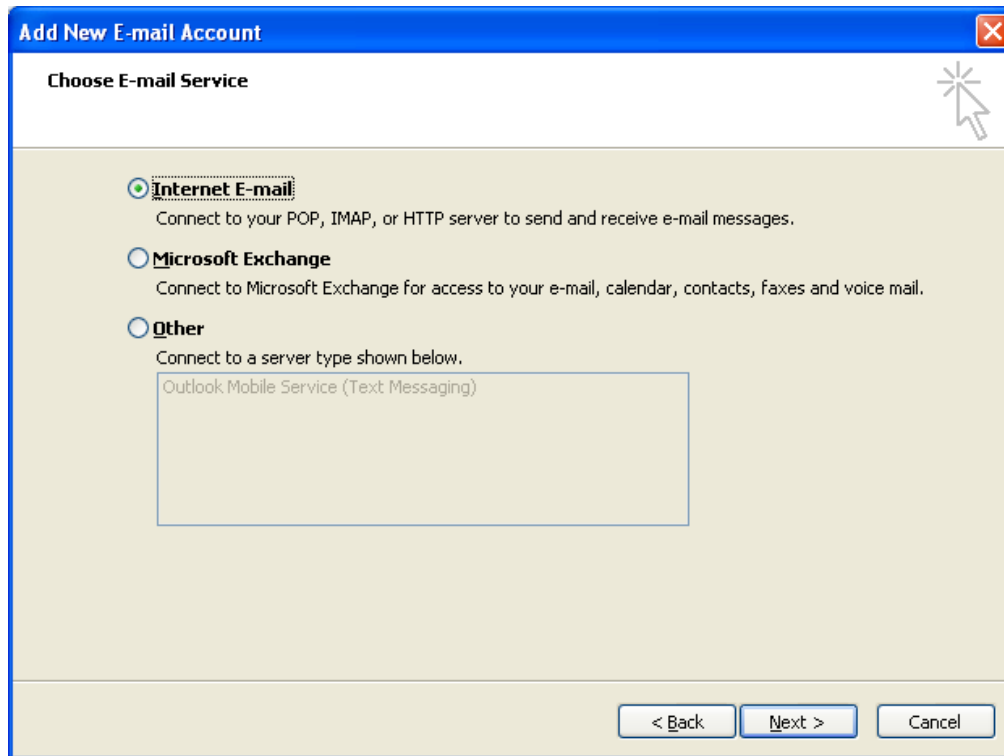 Add New E-mail Account
Choose E-mail Service
Internet E-mail
Connect to your POP, IMAP, or HTTP server to send and receive e-mail messages.
Microsoft Exchange
Connect to Microsoft Exchange for access to your e-mail, calendar, contacts, faxes and voice mail.
Other
Connect to a server type shown below.
Outlook Mobile Service (Text Messaging)
< Back Next > Cancel